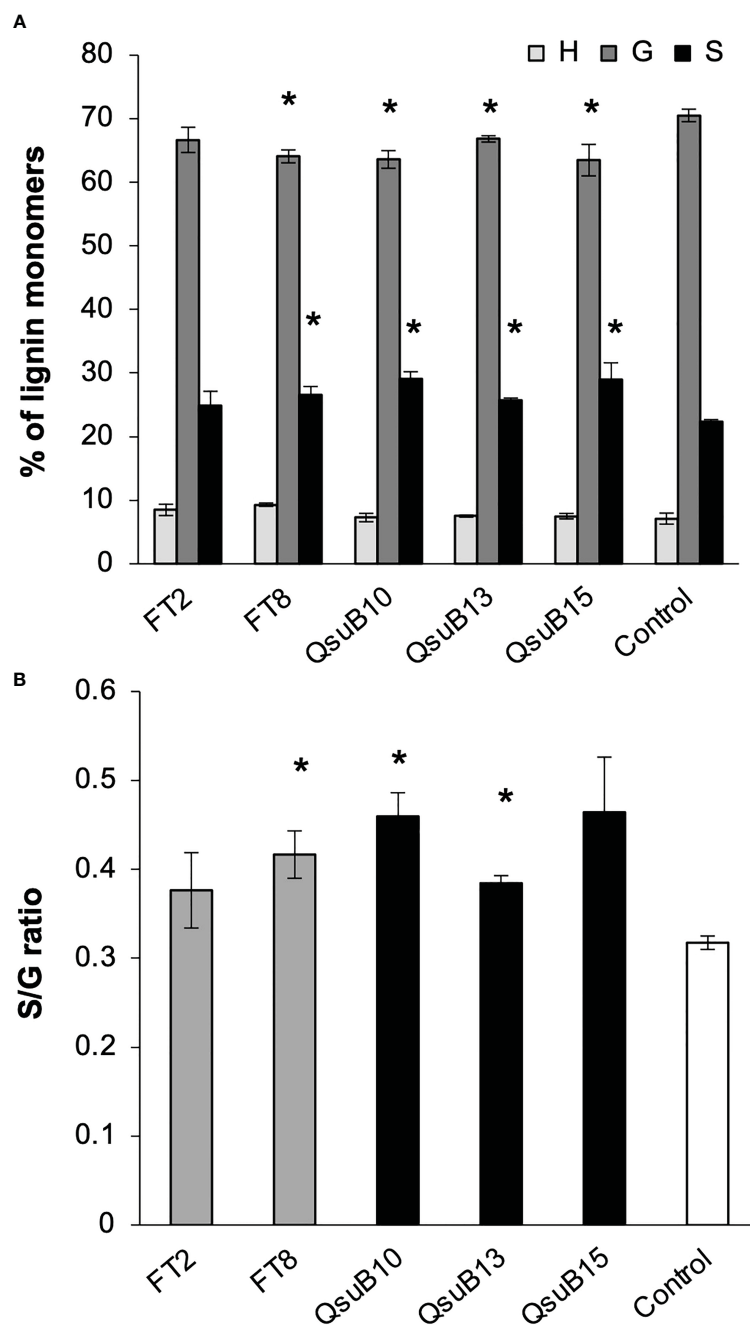 A
H G S
80
70
60
50
40
30
20
10
0
% of lignin monomers
* * * *
* * * *
FT2 FT8 QsuB10 QsuB13 QsuB15 Control
B
0.6
0.5
0.4
0.3
0.2
0.1
0
S/G ratio
* * *
FT2 FT8 QsuB10 QsuB13 QsuB15 Control